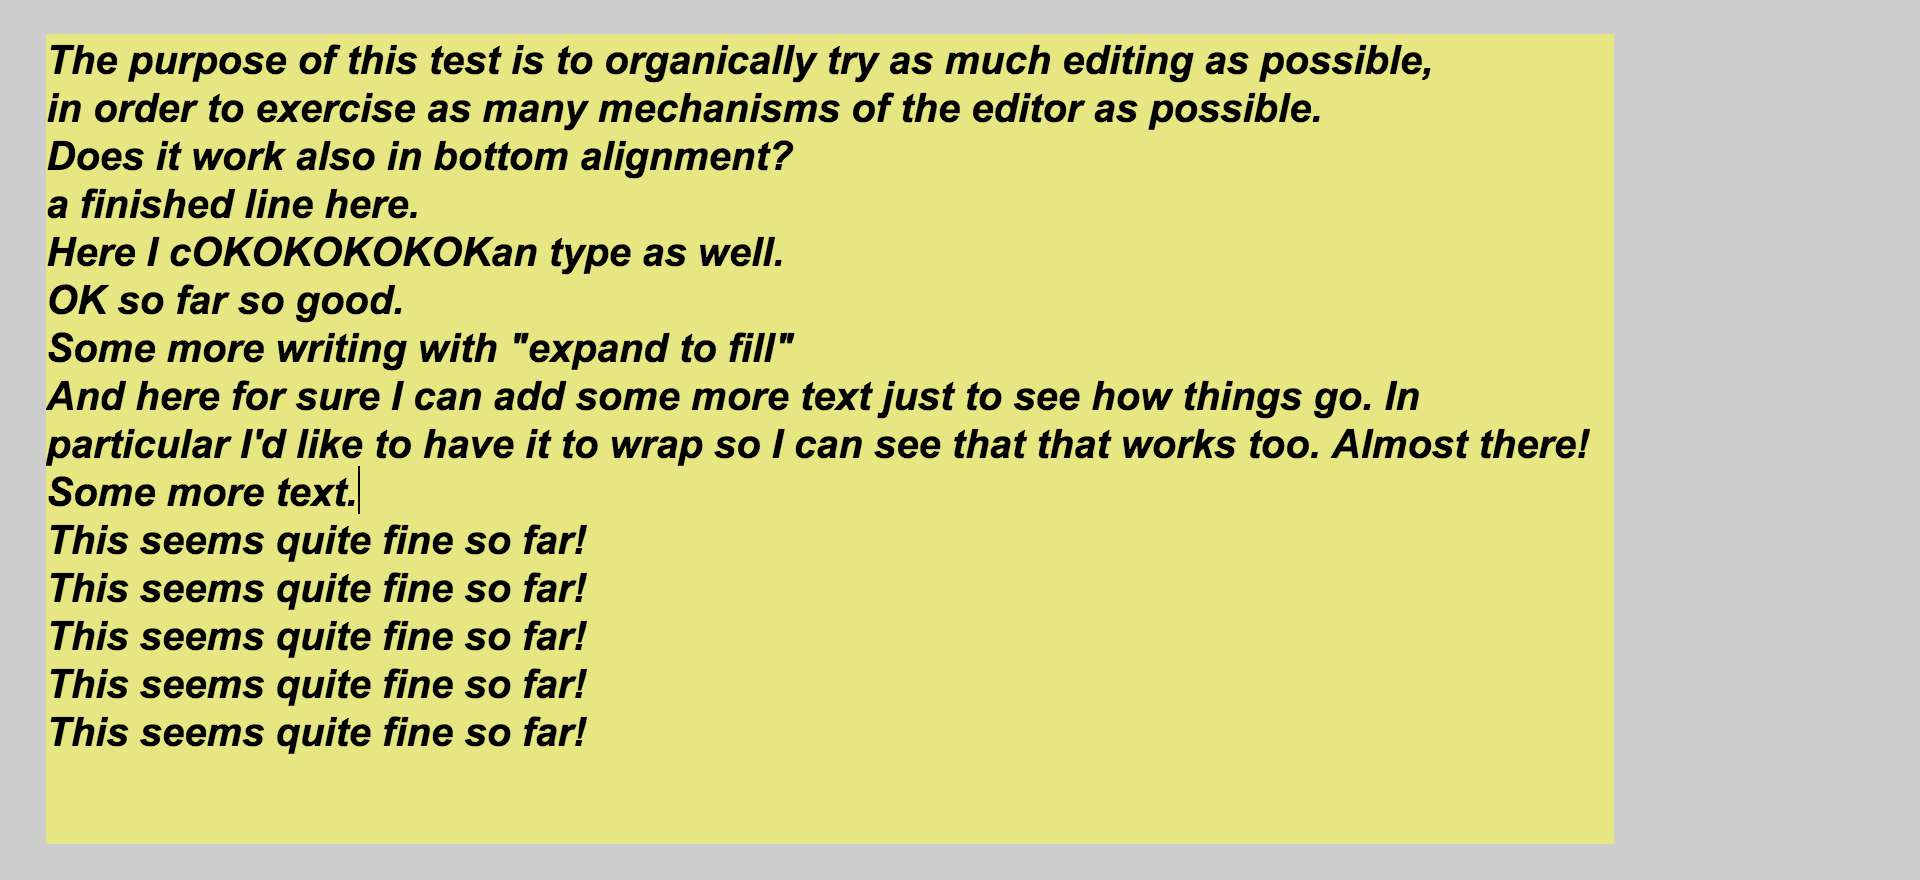 The purpose of this test is to organically try as much editing as possible,
in order to exercise as many mechanisms of the editor as possible.
Does it work also in bottom alignment?
a finished line here.
Here I cOKOKOKOKOKan type as well.
OK so far so good.
Some more writing with "expand to fill"
And here for sure I can add some more text just to see how things go. In
particular I'd like to have it to wrap so I can see that that works too. Almost there!
Some more text.
This seems quite fine so far!
This seems quite fine so far!
This seems quite fine so far!
This seems quite fine so far!
This seems quite fine so far!